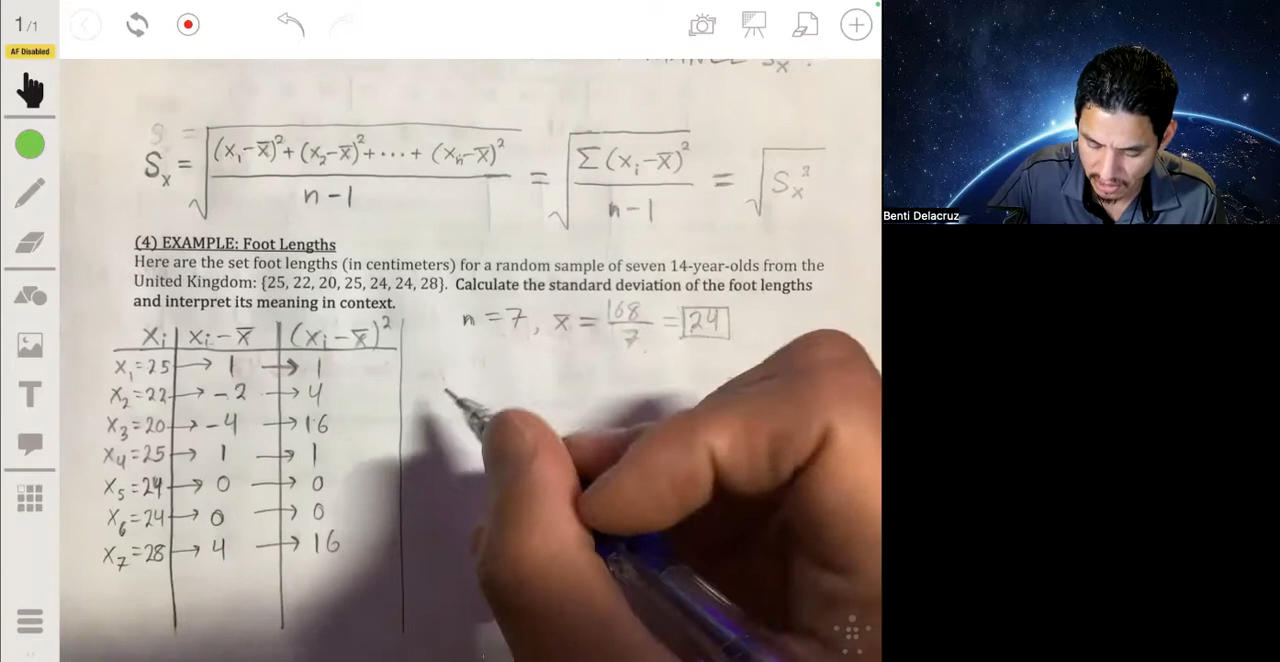 1/1
AF Disabled
S_x = √(((x₁-x̄)²+(x₂-x̄)²+···+(xₙ-x̄)²)/(n-1)) = √((Σ(xᵢ-x̄)²)/(n-1)) = √(S_x²)
Benti Delacruz
(4) EXAMPLE: Foot Lengths
Here are the set foot lengths (in centimeters) for a random sample of seven 14-year-olds from the
United Kingdom: {25, 22, 20, 25, 24, 24, 28}. Calculate the standard deviation of the foot lengths
and interpret its meaning in context.
n = 7, x̄ = 168/7 = 24
xᵢ | xᵢ-x̄ | (xᵢ-x̄)²
x₁=25 → 1 → 1
x₂=22 → -2 → 4
x₃=20 → -4 → 16
x₄=25 → 1 → 1
x₅=24 → 0 → 0
x₆=24 → 0 → 0
x₇=28 → 4 → 16